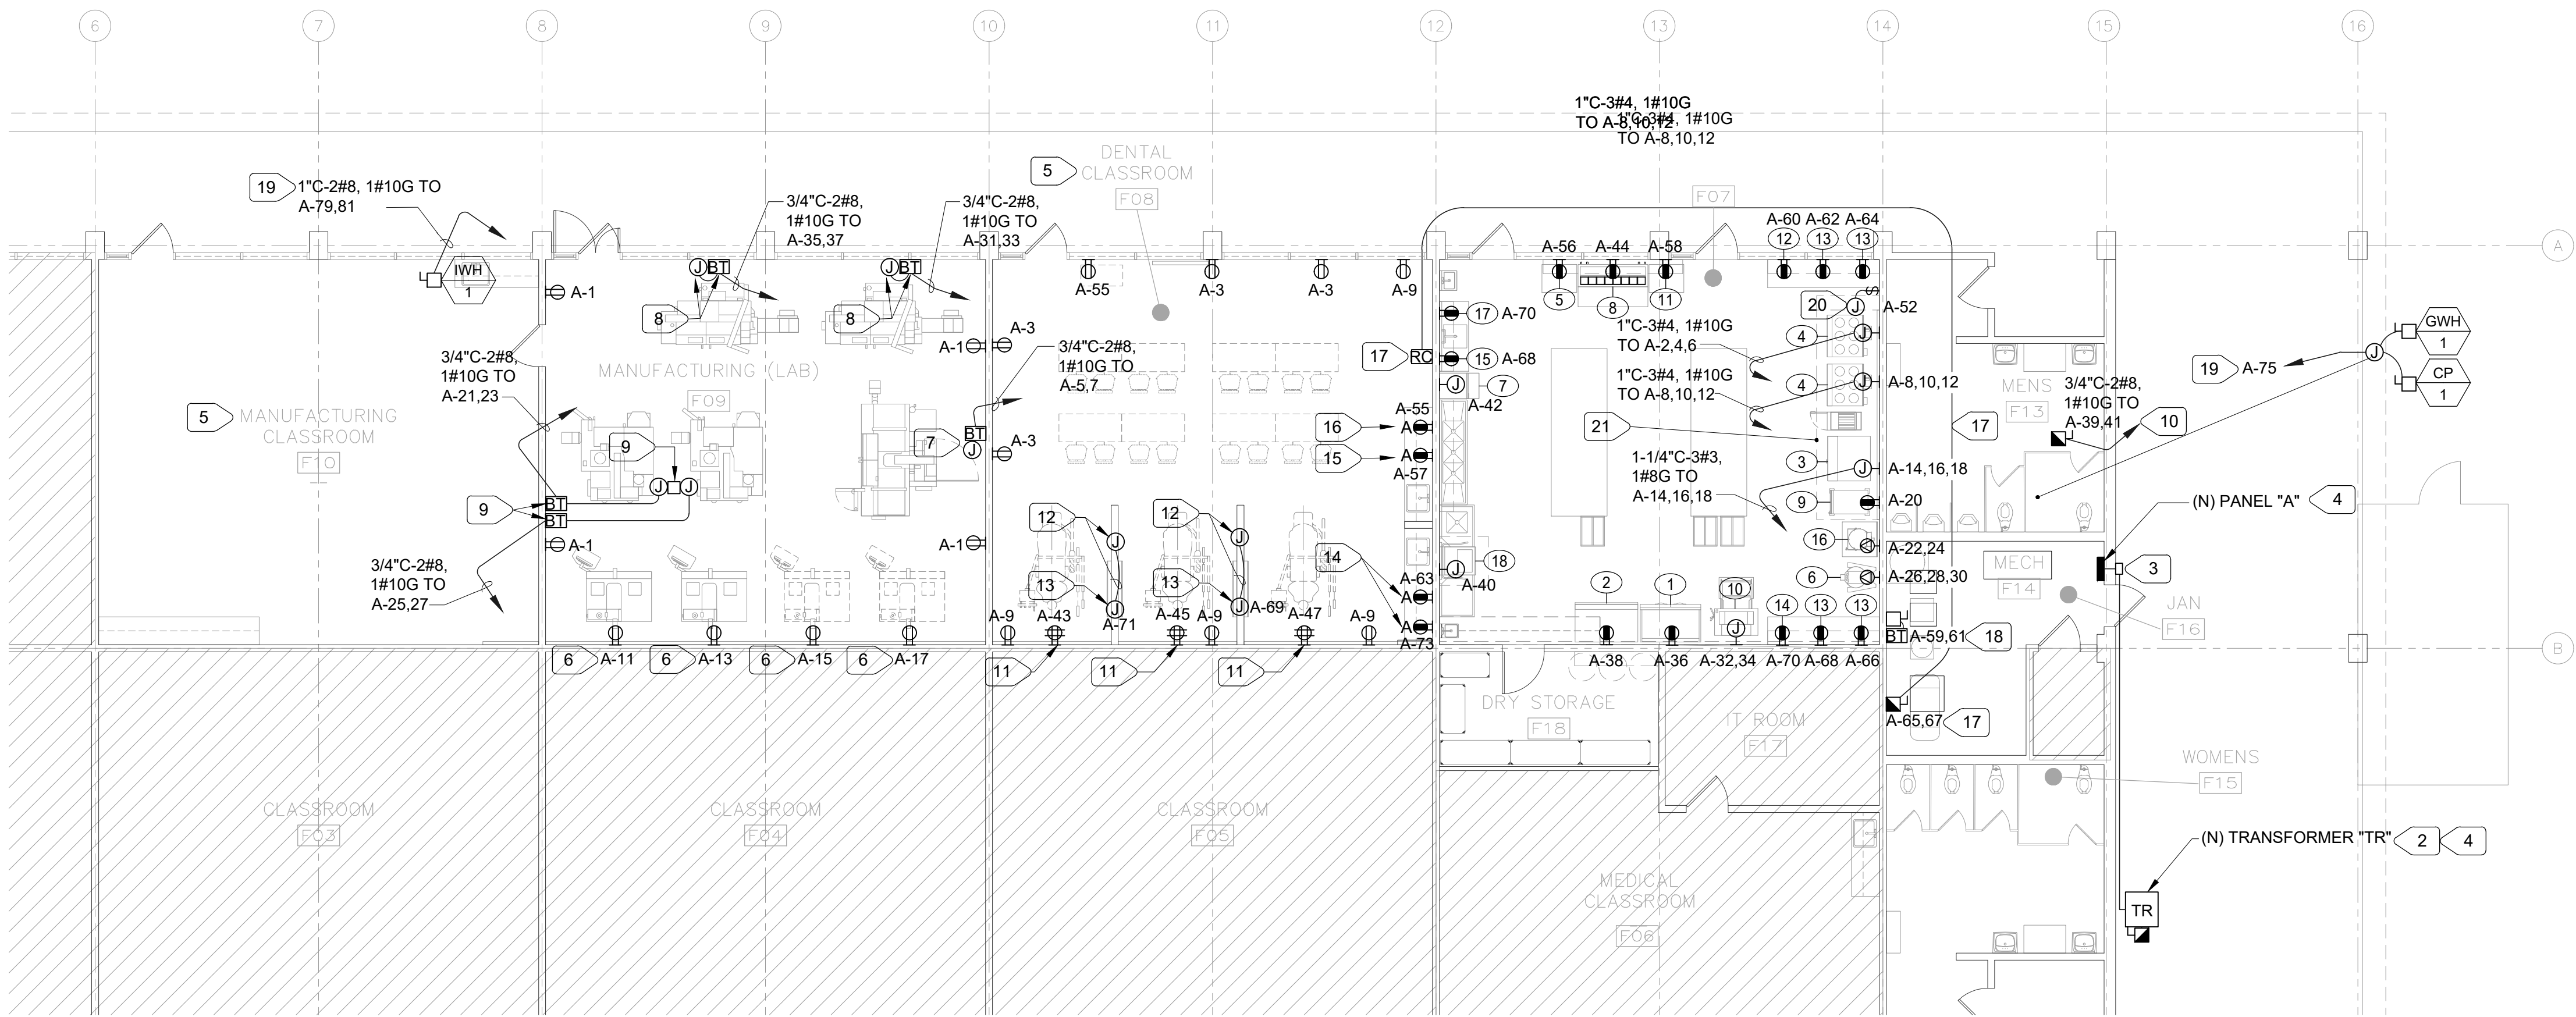 6
7
8
9
10
11
12
13
14
15
16
1"C-3#4, 1#10G
TO A-8,10,12
1"C-3#4, 1#10G
TO A-8,10,12
19
1"C-2#8, 1#10G TO
A-79,81
IWH
1
3/4"C-2#8,
1#10G TO
A-35,37
3/4"C-2#8,
1#10G TO
A-31,33
5
DENTAL
CLASSROOM
F08
F07
A
A-1
J
BT
8
J
BT
8
A-55
A-3
A-3
A-9
A-56
A-44
A-58
5
8
11
A-60
A-62
A-64
12
13
13
20
J
S
A-52
17
A-70
17
RC
15
A-68
J
7
A-42
3/4"C-2#8,
1#10G TO
A-21,23
MANUFACTURING (LAB)
F09
A-1
A-3
3/4"C-2#8,
1#10G TO
A-5,7
1"C-3#4, 1#10G
TO A-2,4,6
1"C-3#4, 1#10G
TO A-8,10,12
4
J
4
J
A-8,10,12
MENS
F13
3/4"C-2#8,
1#10G TO
A-39,41
10
17
19
A-75
J
GWH
1
CP
1
5
MANUFACTURING
CLASSROOM
F10
9
7
BT
J
A-3
A-55
16
A
15
A
A-57
21
1-1/4"C-3#3,
1#8G TO
A-14,16,18
3
J
A-14,16,18
9
A-20
9
BT
BT
J
J
A-1
A-1
12
J
12
J
13
J
13
J
A-71
A-69
14
A-63
A
A
A-73
J
18
A-40
16
A-22,24
6
A-26,28,30
MECH
F14
(N) PANEL "A"
4
3
JAN
F16
3/4"C-2#8,
1#10G TO
A-25,27
A-9
A-43
A-45
A-9
A-47
A-9
2
1
10
J
14
13
13
A-38
A-36
A-32,34
A-70
A-68
A-66
BT
A-59,61
18
B
6
A-11
6
A-13
6
A-15
6
A-17
11
11
11
DRY STORAGE
F18
IT ROOM
F17
A-65,67
17
WOMENS
F15
CLASSROOM
F03
CLASSROOM
F04
CLASSROOM
F05
MEDICAL
CLASSROOM
F06
(N) TRANSFORMER "TR"
2
4
TR